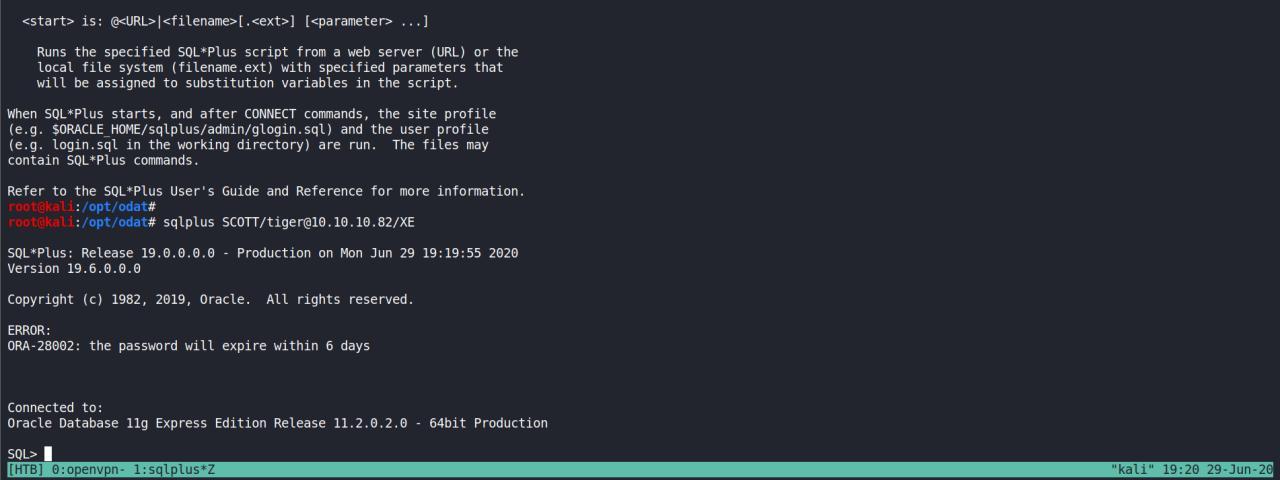 <start> is: @<URL>|<filename>[.<ext>] [<parameter> ...]
Runs the specified SQL*Plus script from a web server (URL) or the
local file system (filename.ext) with specified parameters that
will be assigned to substitution variables in the script.
When SQL*Plus starts, and after CONNECT commands, the site profile
(e.g. $ORACLE_HOME/sqlplus/admin/glogin.sql) and the user profile
(e.g. login.sql in the working directory) are run.  The files may
contain SQL*Plus commands.
Refer to the SQL*Plus User's Guide and Reference for more information.
root@kali:/opt/odat#
root@kali:/opt/odat# sqlplus SCOTT/tiger@10.10.10.82/XE
SQL*Plus: Release 19.0.0.0.0 - Production on Mon Jun 29 19:19:55 2020
Version 19.6.0.0.0
Copyright (c) 1982, 2019, Oracle.  All rights reserved.
ERROR:
ORA-28002: the password will expire within 6 days
Connected to:
Oracle Database 11g Express Edition Release 11.2.0.2.0 - 64bit Production
SQL>
[HTB] 0:openvpn- 1:sqlplus*Z "kali" 19:20 29-Jun-20